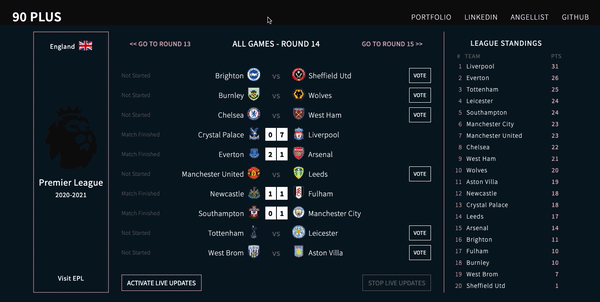 90 PLUS
PORTFOLIO LINKEDIN ANGELLIST GITHUB
England
Premier League
2020-2021
Visit EPL
<< GO TO ROUND 13 ALL GAMES - ROUND 14 GO TO ROUND 15 >>
Not Started Brighton vs Sheffield Utd VOTE
Not Started Burnley vs Wolves VOTE
Not Started Chelsea vs West Ham VOTE
Match Finished Crystal Palace 0 7 Liverpool
Match Finished Everton 2 1 Arsenal
Not Started Manchester United vs Leeds VOTE
Match Finished Newcastle 1 1 Fulham
Match Finished Southampton 0 1 Manchester City
Not Started Tottenham vs Leicester VOTE
Not Started West Brom vs Aston Villa VOTE
ACTIVATE LIVE UPDATES STOP LIVE UPDATES
LEAGUE STANDINGS
# TEAM PTS
1 Liverpool 31
2 Everton 26
3 Tottenham 25
4 Leicester 24
5 Southampton 24
6 Manchester City 23
7 Manchester United 23
8 Chelsea 22
9 West Ham 21
10 Wolves 20
11 Aston Villa 19
12 Newcastle 18
13 Crystal Palace 18
14 Leeds 17
15 Arsenal 14
16 Brighton 11
17 Fulham 10
18 Burnley 10
19 West Brom 7
20 Sheffield Utd 1